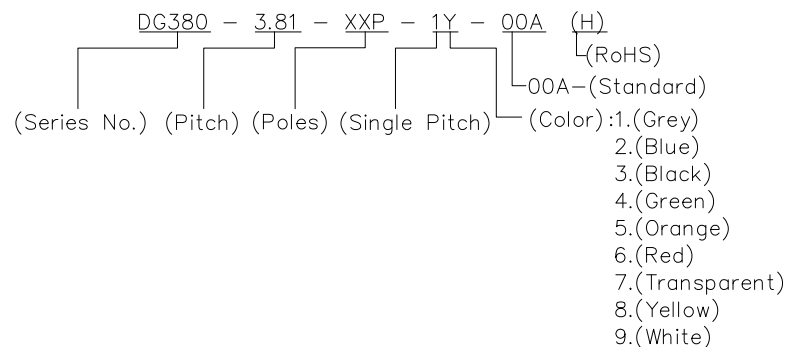 DG380 - 3.81 - XXP - 1Y - 00A (H)
(RoHS)
00A-(Standard)
(Series No.) (Pitch) (Poles) (Single Pitch) (Color):1.(Grey)
2.(Blue)
3.(Black)
4.(Green)
5.(Orange)
6.(Red)
7.(Transparent)
8.(Yellow)
9.(White)